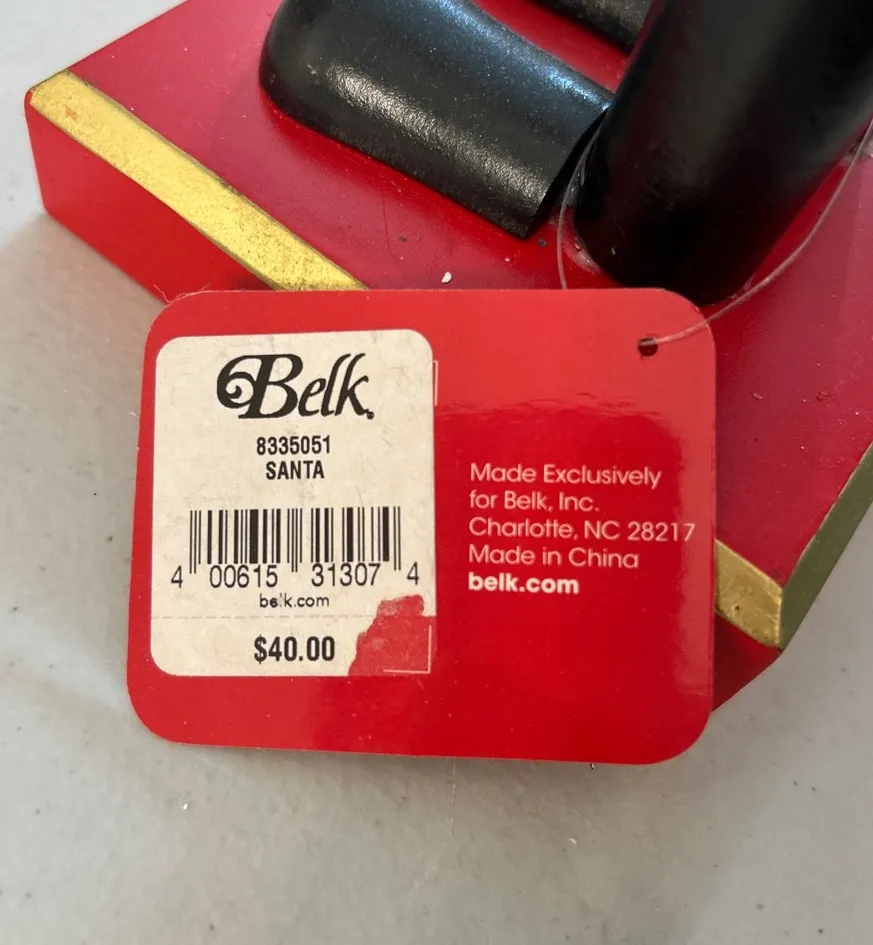 Belk
8335051
SANTA
4 00615 31307 4
belk.com
$40.00
Made Exclusively
for Belk, Inc.
Charlotte, NC 28217
Made in China
belk.com